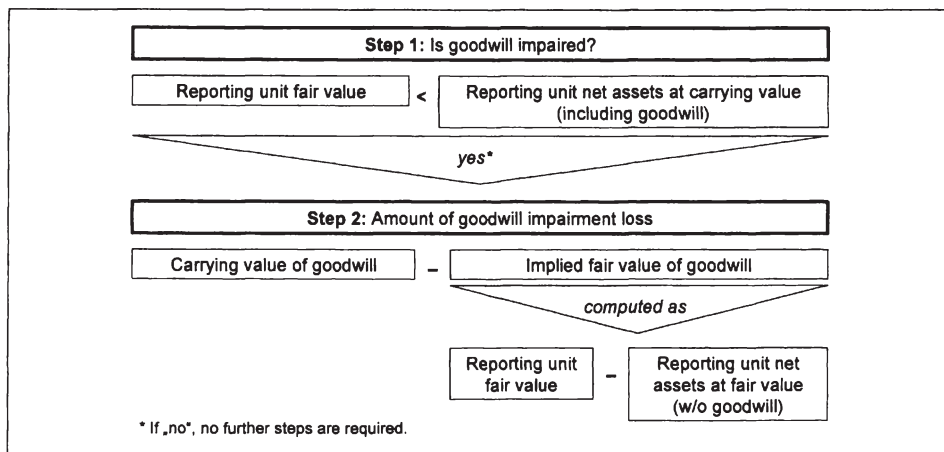 Step 1: Is goodwill impaired?
Reporting unit fair value
<
Reporting unit net assets at carrying value
(including goodwill)
yes*
Step 2: Amount of goodwill impairment loss
Carrying value of goodwill
–
Implied fair value of goodwill
computed as
Reporting unit
fair value
–
Reporting unit net
assets at fair value
(w/o goodwill)
* If „no“, no further steps are required.